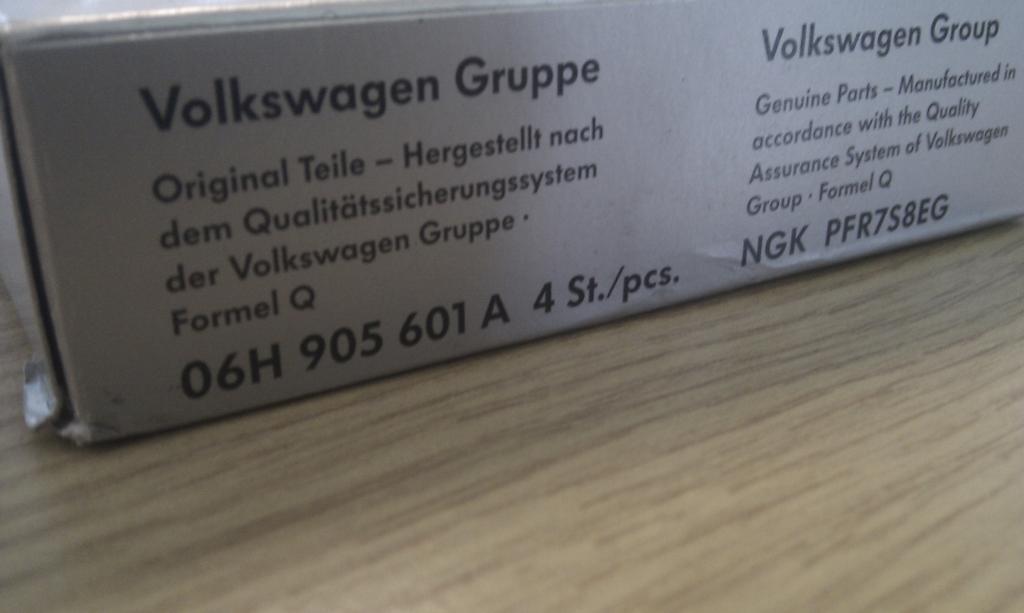 Volkswagen Gruppe
Original Teile – Hergestellt nach
dem Qualitätssicherungssystem
der Volkswagen Gruppe ·
Formel Q
06H 905 601 A 4 St./pcs.
Volkswagen Group
Genuine Parts – Manufactured in
accordance with the Quality
Assurance System of Volkswagen
Group · Formel Q
NGK PFR7S8EG